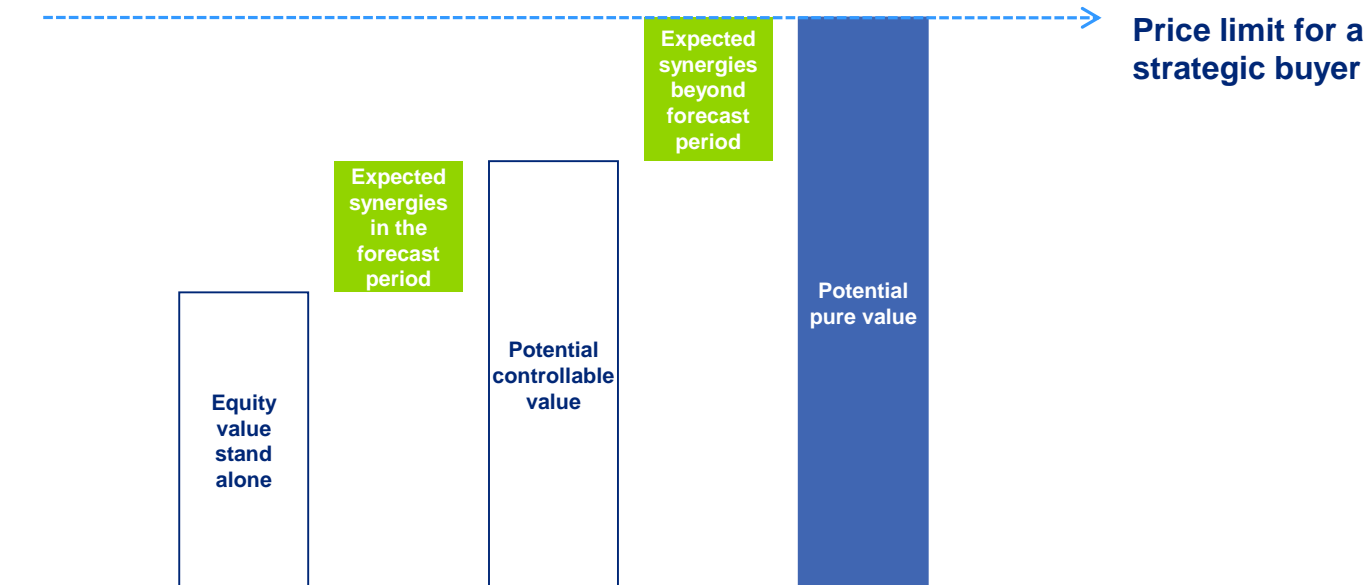 Price limit for a
strategic buyer
Expected
synergies
beyond
forecast
period
Expected
synergies
in the
forecast
period
Potential
pure value
Potential
controllable
value
Equity
value
stand
alone